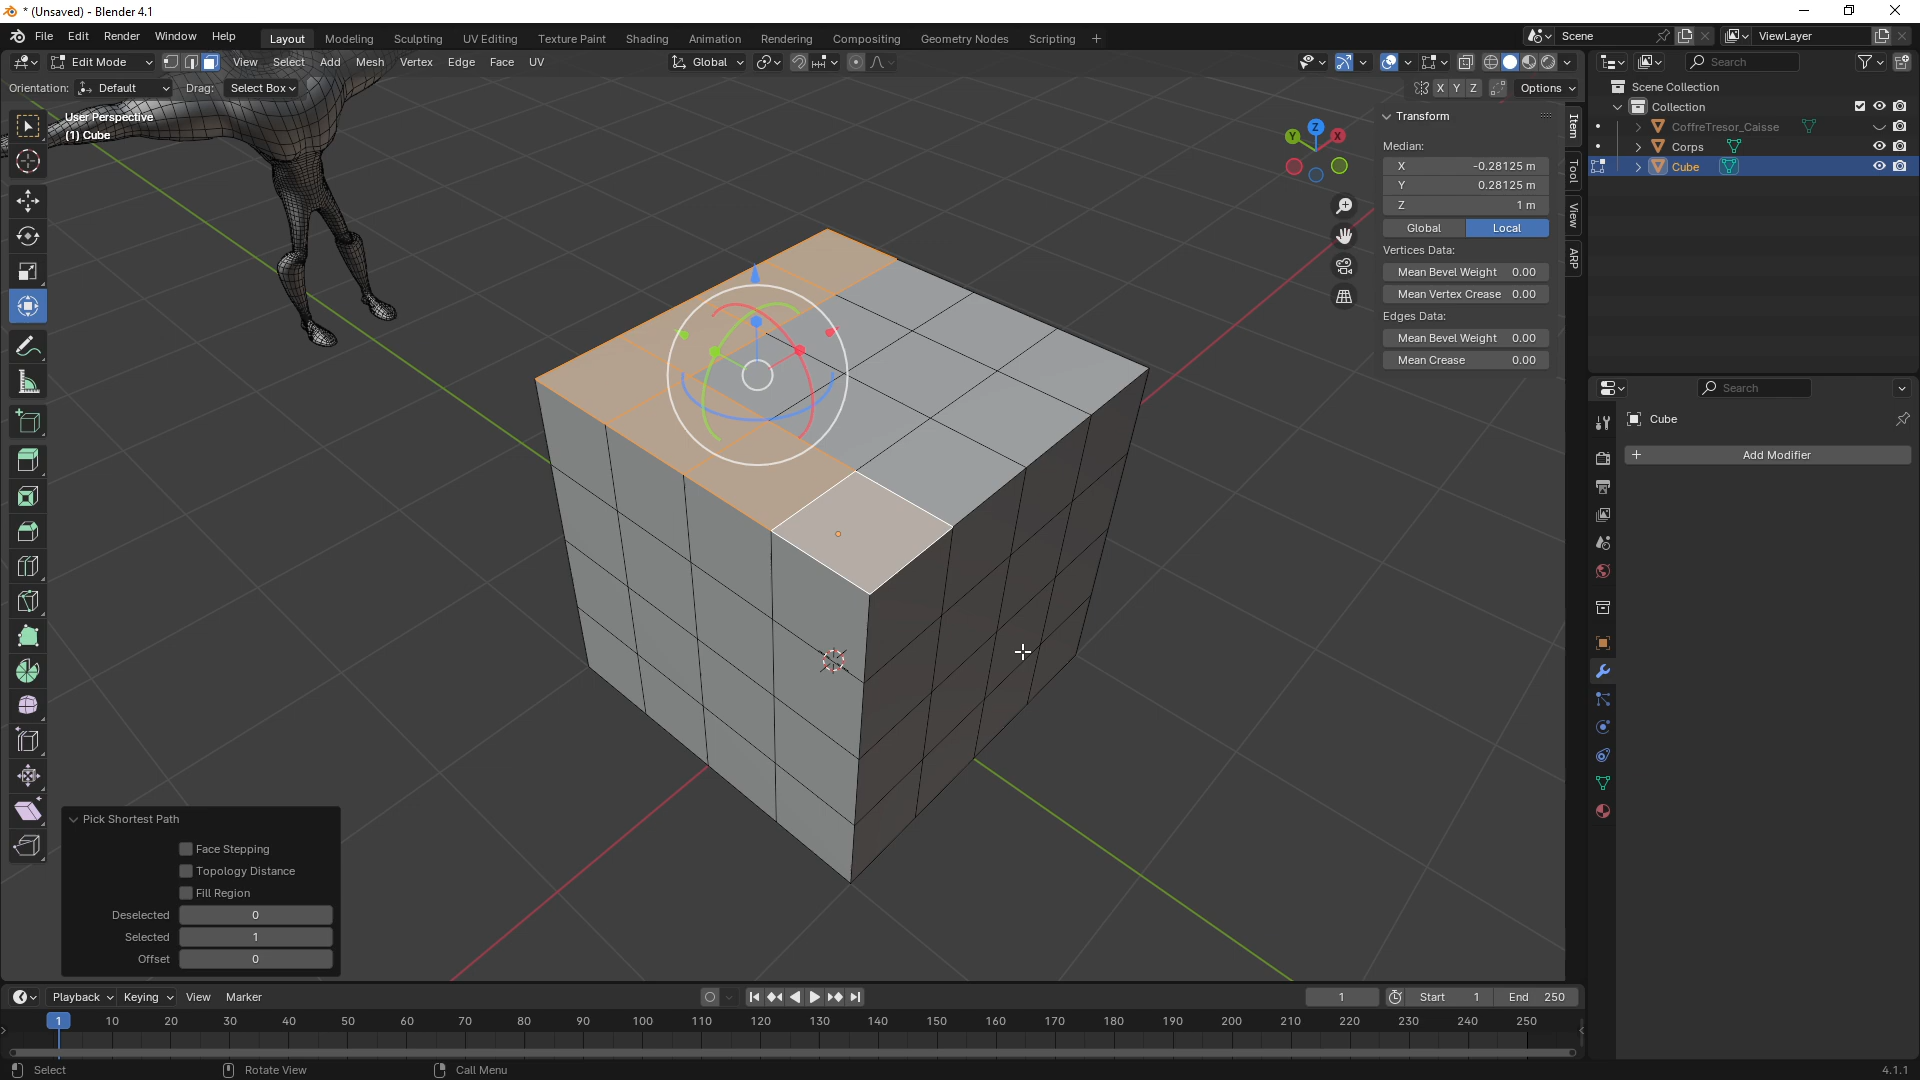 * (Unsaved) - Blender 4.1
File Edit Render Window Help Layout Modeling Sculpting UV Editing Texture Paint Shading Animation Rendering Compositing Geometry Nodes Scripting + Scene ViewLayer
Edit Mode View Select Add Mesh Vertex Edge Face UV Global Search
Orientation: Default Drag: Select Box X Y Z Options Scene Collection
User Perspective
(1) Cube
Z
Y
X
Transform
Median:
X -0.28125 m
Y 0.28125 m
Z 1 m
Global Local
Vertices Data:
Mean Bevel Weight 0.00
Mean Vertex Crease 0.00
Edges Data:
Mean Bevel Weight 0.00
Mean Crease 0.00
Item
Tool
View
ARP
Collection
CoffreTresor_Caisse
Corps
Cube
Search
Cube
+ Add Modifier
Pick Shortest Path
Face Stepping
Topology Distance
Fill Region
Deselected 0
Selected 1
Offset 0
Playback Keying View Marker 1 Start 1 End 250
1 10 20 30 40 50 60 70 80 90 100 110 120 130 140 150 160 170 180 190 200 210 220 230 240 250
Select Rotate View Call Menu 4.1.1